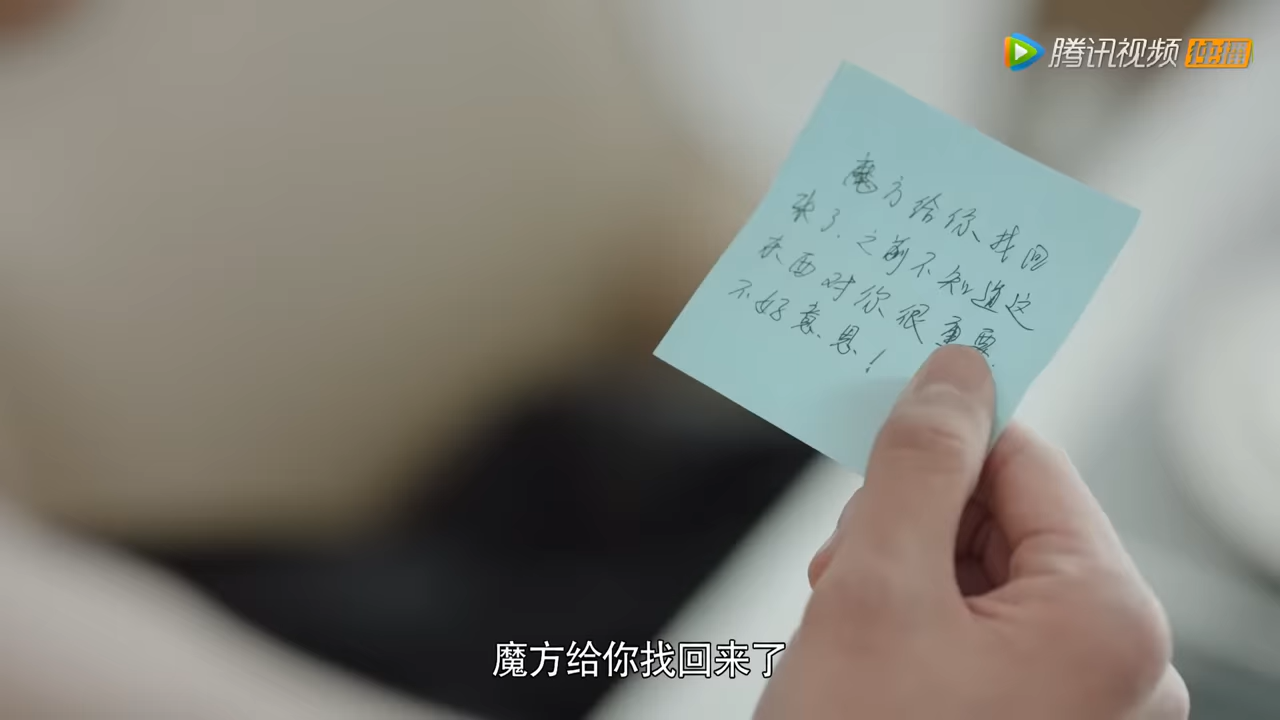 腾讯视频 独播
魔方给你找回
来了。之前不知道这
东西对你很重要.
不好意思!
魔方给你找回来了